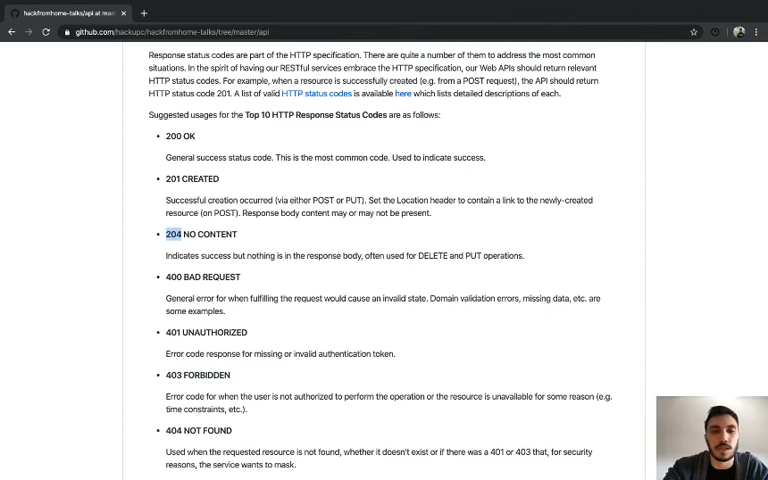 hackfromhome-talks/api at mast
github.com/hackupc/hackfromhome-talks/tree/master/api
Response status codes are part of the HTTP specification. There are quite a number of them to address the most common
situations. In the spirit of having our RESTful services embrace the HTTP specification, our Web APIs should return relevant
HTTP status codes. For example, when a resource is successfully created (e.g. from a POST request), the API should return
HTTP status code 201. A list of valid HTTP status codes is available here which lists detailed descriptions of each.
Suggested usages for the Top 10 HTTP Response Status Codes are as follows:
• 200 OK
General success status code. This is the most common code. Used to indicate success.
• 201 CREATED
Successful creation occurred (via either POST or PUT). Set the Location header to contain a link to the newly-created
resource (on POST). Response body content may or may not be present.
• 204 NO CONTENT
Indicates success but nothing is in the response body, often used for DELETE and PUT operations.
• 400 BAD REQUEST
General error for when fulfilling the request would cause an invalid state. Domain validation errors, missing data, etc. are
some examples.
• 401 UNAUTHORIZED
Error code response for missing or invalid authentication token.
• 403 FORBIDDEN
Error code for when the user is not authorized to perform the operation or the resource is unavailable for some reason (e.g.
time constraints, etc.).
• 404 NOT FOUND
Used when the requested resource is not found, whether it doesn't exist or if there was a 401 or 403 that, for security
reasons, the service wants to mask.